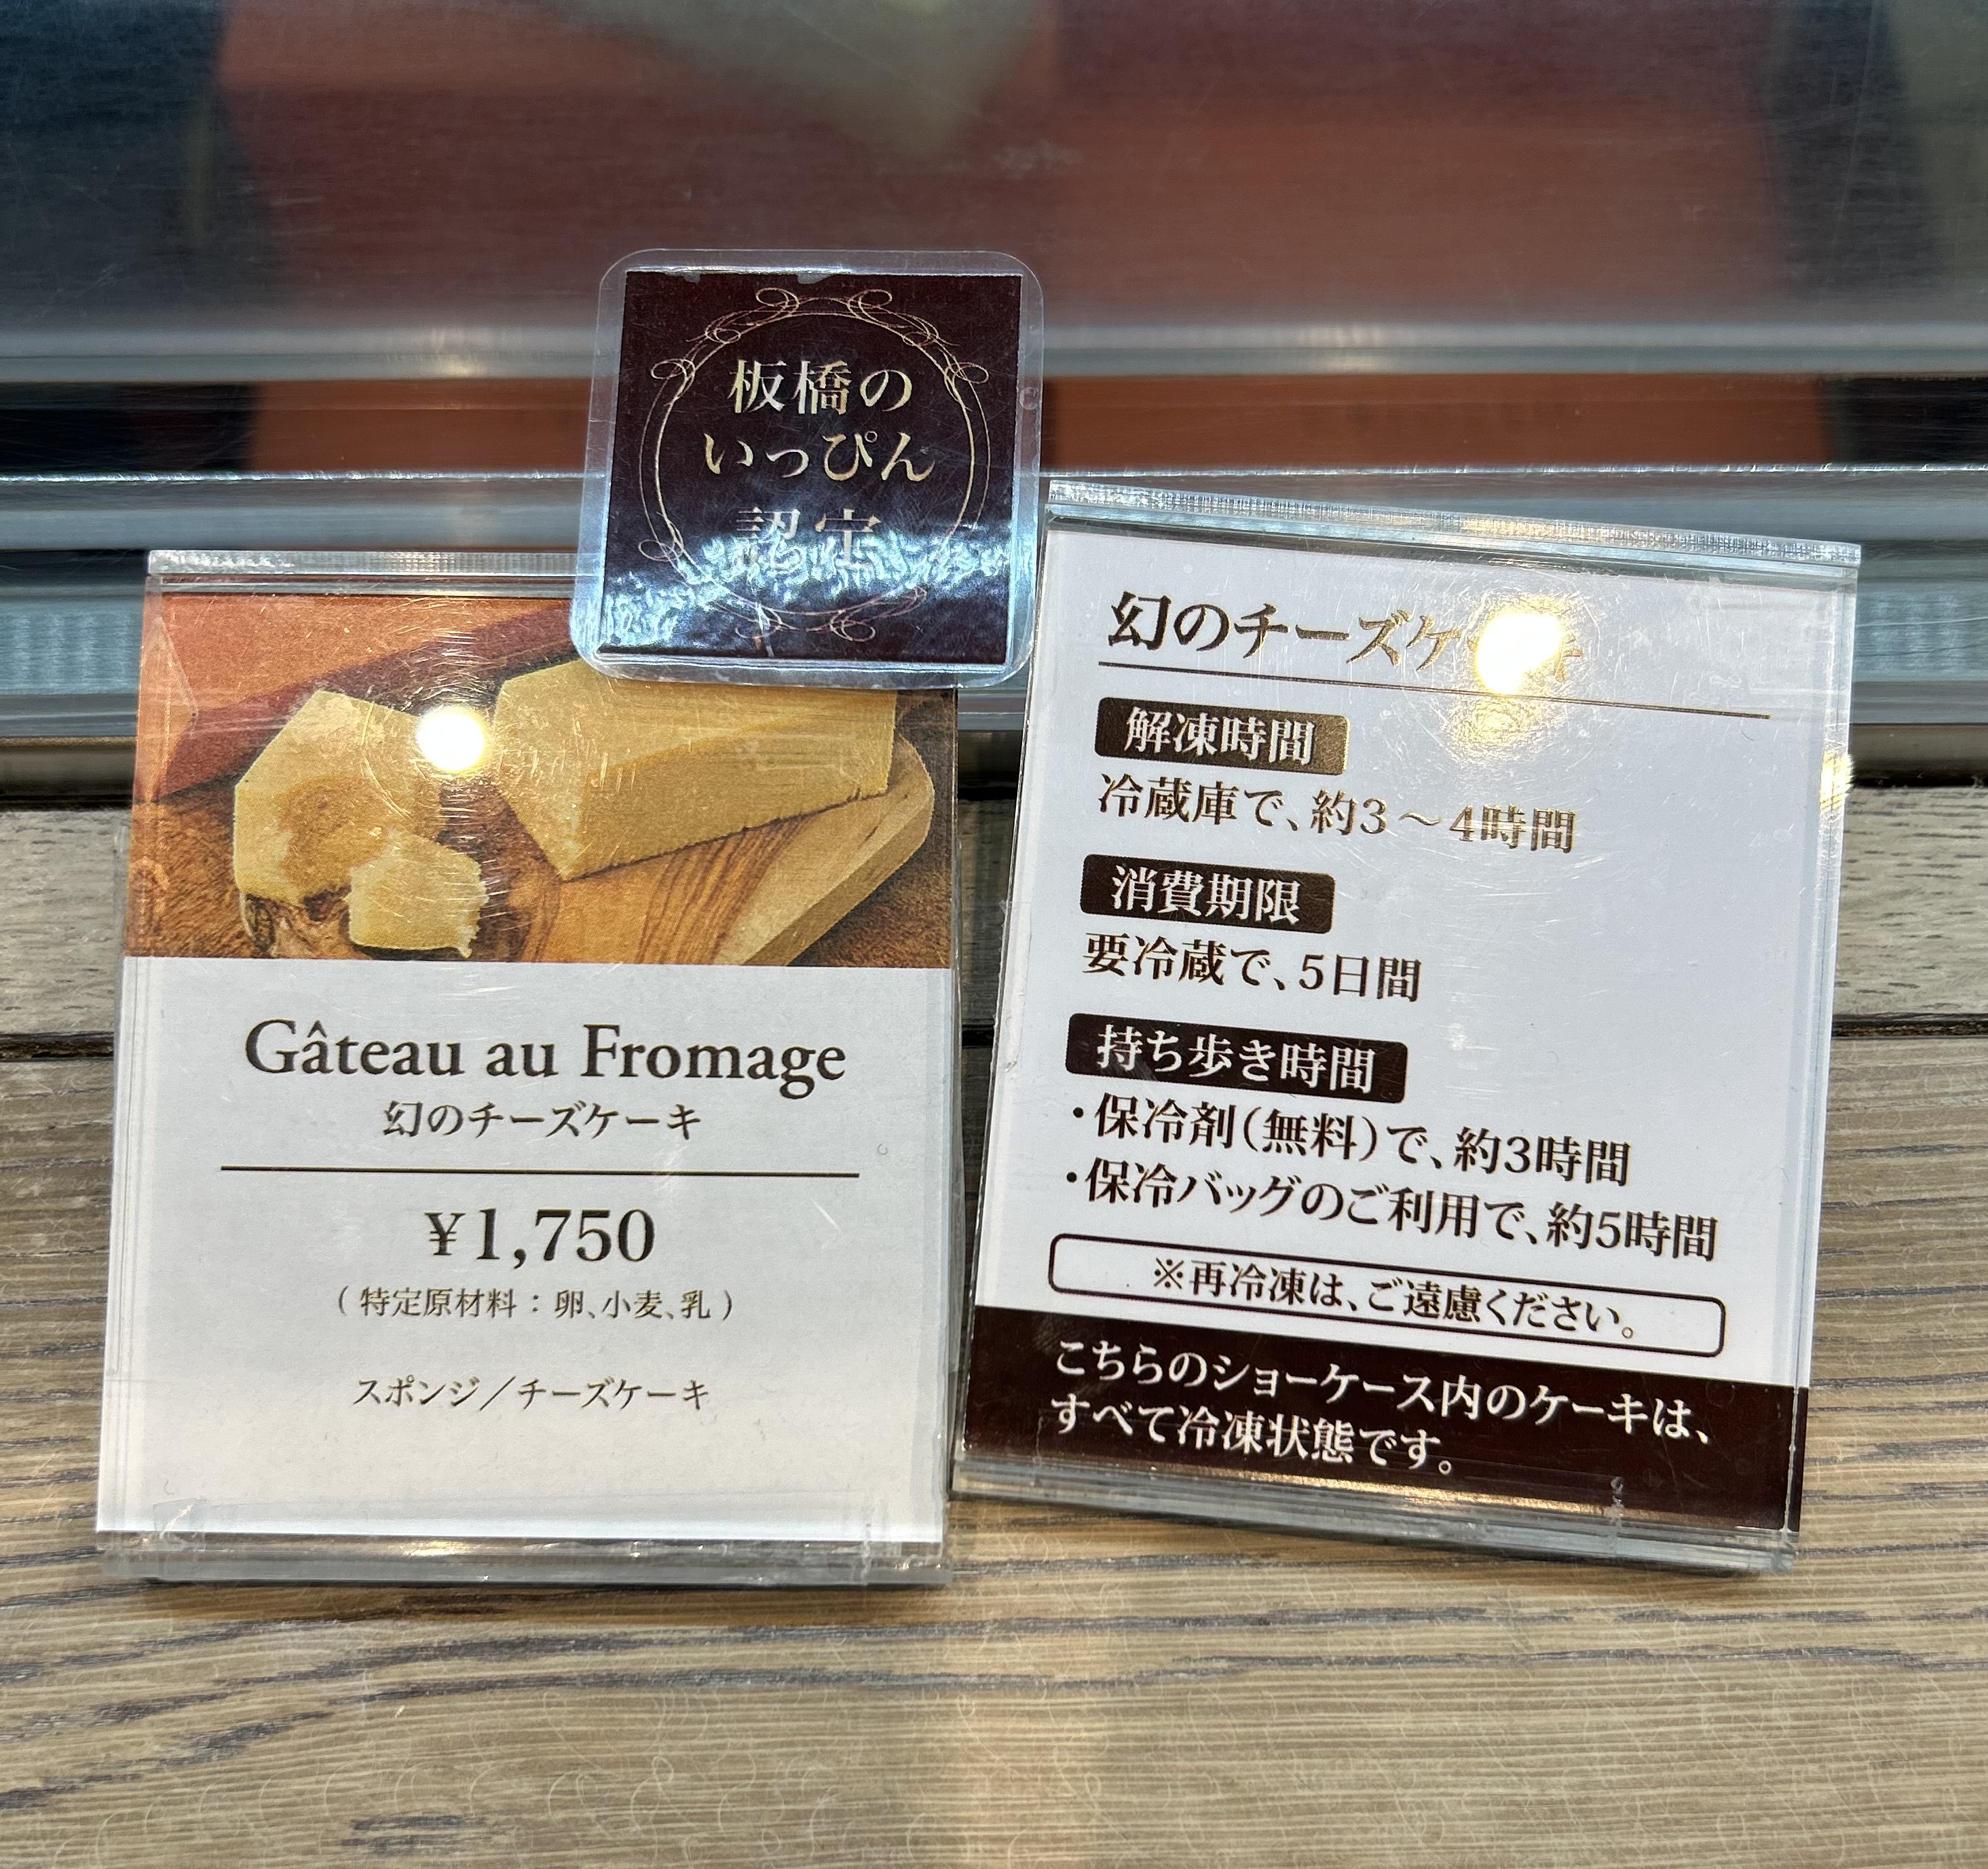 板橋の
いっぴん
認定
Gâteau au Fromage
幻のチーズケーキ
¥1,750
(特定原材料:卵、小麦、乳)
スポンジ/チーズケーキ
幻のチーズケーキ
解凍時間
冷蔵庫で、約3〜4時間
消費期限
要冷蔵で、5日間
持ち歩き時間
・保冷剤(無料)で、約3時間
・保冷バッグのご利用で、約5時間
※再冷凍は、ご遠慮ください。
こちらのショーケース内のケーキは、
すべて冷凍状態です。